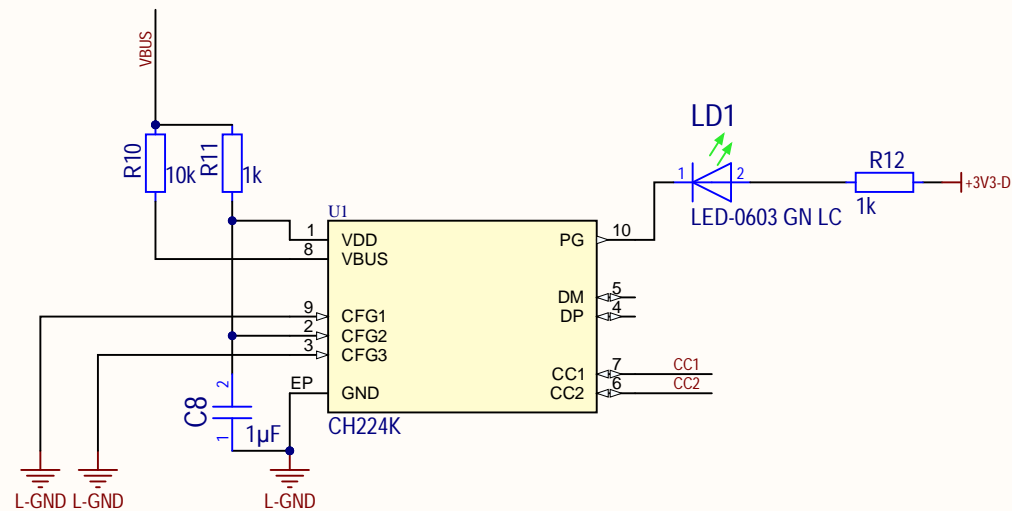 VBUS
R10
10k
R11
1k
LD1
1
2
LED-0603 GN LC
R12
1k
+3V3-D
U1
1
VDD
8
VBUS
9
CFG1
2
CFG2
3
CFG3
EP
GND
PG
10
DM
5
DP
4
CC1
7
CC1
CC2
6
CC2
CH224K
C8
2
1
1µF
L-GND
L-GND
L-GND